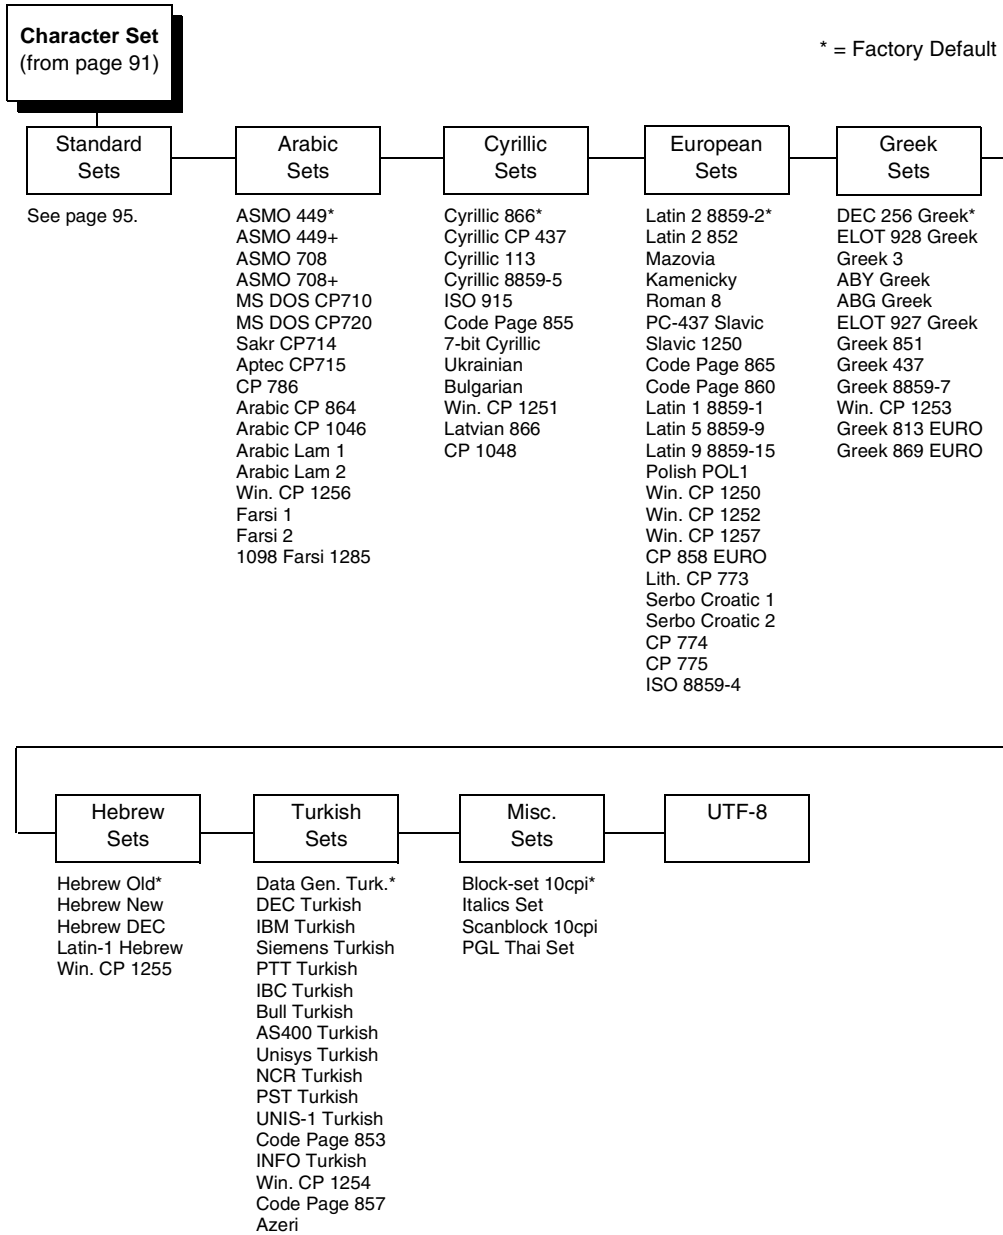 Character Set
(from page 91)
* = Factory Default
Standard
Sets
See page 95.
Arabic
Sets
ASMO 449*
ASMO 449+
ASMO 708
ASMO 708+
MS DOS CP710
MS DOS CP720
Sakr CP714
Aptec CP715
CP 786
Arabic CP 864
Arabic CP 1046
Arabic Lam 1
Arabic Lam 2
Win. CP 1256
Farsi 1
Farsi 2
1098 Farsi 1285
Cyrillic
Sets
Cyrillic 866*
Cyrillic CP 437
Cyrillic 113
Cyrillic 8859-5
ISO 915
Code Page 855
7-bit Cyrillic
Ukrainian
Bulgarian
Win. CP 1251
Latvian 866
CP 1048
European
Sets
Latin 2 8859-2*
Latin 2 852
Mazovia
Kamenicky
Roman 8
PC-437 Slavic
Slavic 1250
Code Page 865
Code Page 860
Latin 1 8859-1
Latin 5 8859-9
Latin 9 8859-15
Polish POL1
Win. CP 1250
Win. CP 1252
Win. CP 1257
CP 858 EURO
Lith. CP 773
Serbo Croatic 1
Serbo Croatic 2
CP 774
CP 775
ISO 8859-4
Greek
Sets
DEC 256 Greek*
ELOT 928 Greek
Greek 3
ABY Greek
ABG Greek
ELOT 927 Greek
Greek 851
Greek 437
Greek 8859-7
Win. CP 1253
Greek 813 EURO
Greek 869 EURO
Hebrew
Sets
Hebrew Old*
Hebrew New
Hebrew DEC
Latin-1 Hebrew
Win. CP 1255
Turkish
Sets
Data Gen. Turk.*
DEC Turkish
IBM Turkish
Siemens Turkish
PTT Turkish
IBC Turkish
Bull Turkish
AS400 Turkish
Unisys Turkish
NCR Turkish
PST Turkish
UNIS-1 Turkish
Code Page 853
INFO Turkish
Win. CP 1254
Code Page 857
Azeri
Misc.
Sets
Block-set 10cpi*
Italics Set
Scanblock 10cpi
PGL Thai Set
UTF-8